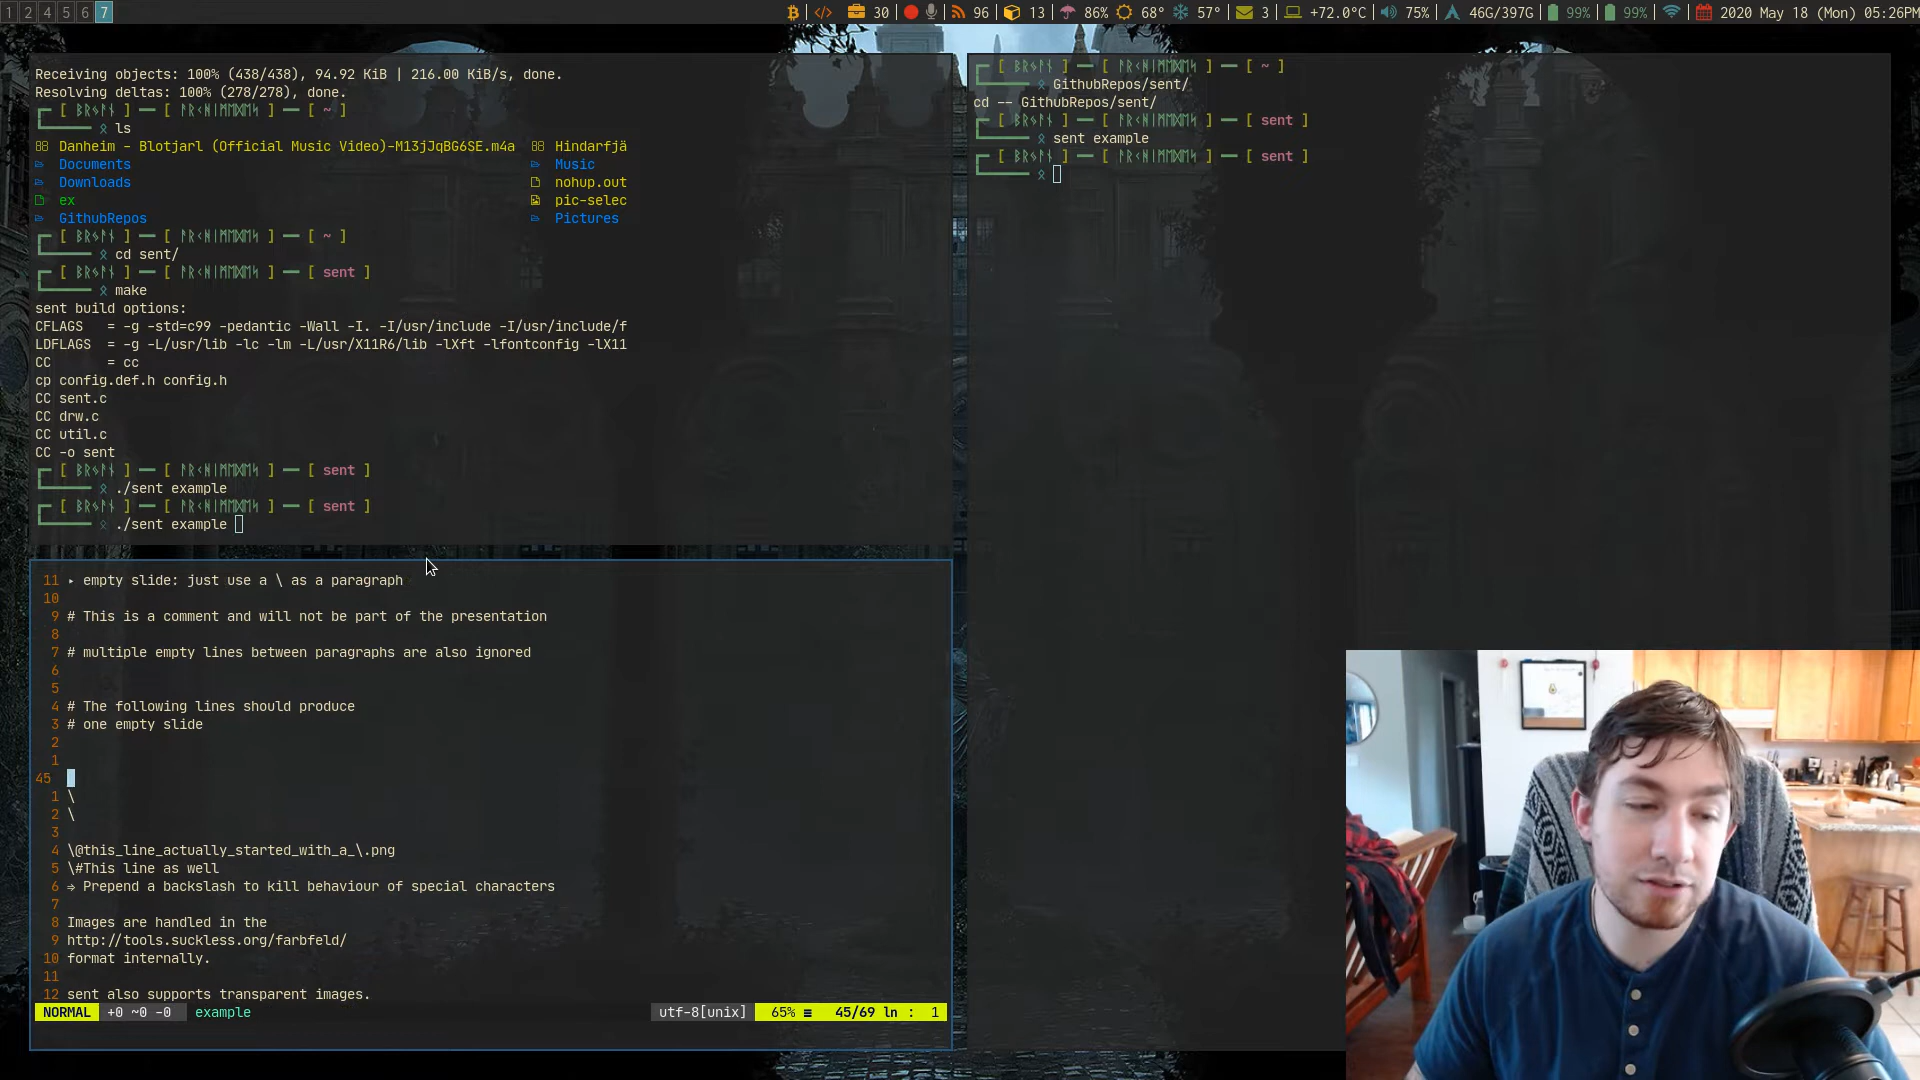 1 2 4 5 6 7
30 | 96 | 13 | 86% 68° 57° | 3 | +72.0°C | 75% | 46G/397G | 99% | 99% | 2020 May 18 (Mon) 05:26PM
Receiving objects: 100% (438/438), 94.92 KiB | 216.00 KiB/s, done.
Resolving deltas: 100% (278/278), done.
[ ~ ]
ls
Danheim - Blotjarl (Official Music Video)-M13jJqBG6SE.m4a Hindarfjä
Documents Music
Downloads nohup.out
ex pic-selec
GithubRepos Pictures
[ ~ ]
cd sent/
[ sent ]
make
sent build options:
CFLAGS = -g -std=c99 -pedantic -Wall -I. -I/usr/include -I/usr/include/f
LDFLAGS = -g -L/usr/lib -lc -lm -L/usr/X11R6/lib -lXft -lfontconfig -lX11
CC = cc
cp config.def.h config.h
CC sent.c
CC drw.c
CC util.c
CC -o sent
[ sent ]
./sent example
[ sent ]
./sent example
[ ~ ]
GithubRepos/sent/
cd -- GithubRepos/sent/
[ sent ]
sent example
[ sent ]
11 ▸ empty slide: just use a \ as a paragraph
10
9 # This is a comment and will not be part of the presentation
8
7 # multiple empty lines between paragraphs are also ignored
6
5
4 # The following lines should produce
3 # one empty slide
2
1
45
1 \
2 \
3
4 \@this_line_actually_started_with_a_\.png
5 \#This line as well
6 ⇒ Prepend a backslash to kill behaviour of special characters
7
8 Images are handled in the
9 http://tools.suckless.org/farbfeld/
10 format internally.
11
12 sent also supports transparent images.
NORMAL +0 ~0 -0 example utf-8[unix] 65% ≡ 45/69 ln : 1